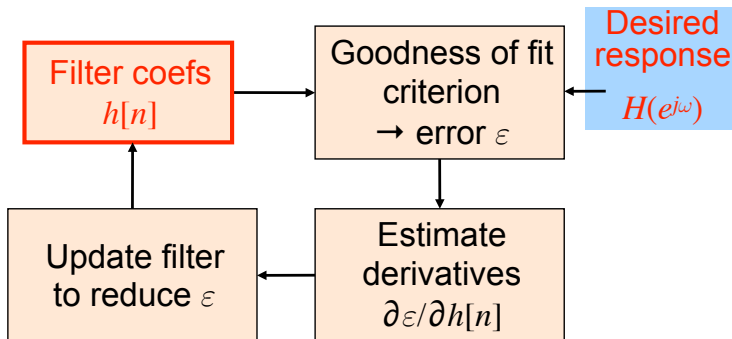 Filter coefs
h[n]
Goodness of fit
criterion
→ error ε
Desired
response
H(e^{jω})
Update filter
to reduce ε
Estimate
derivatives
∂ε/∂h[n]